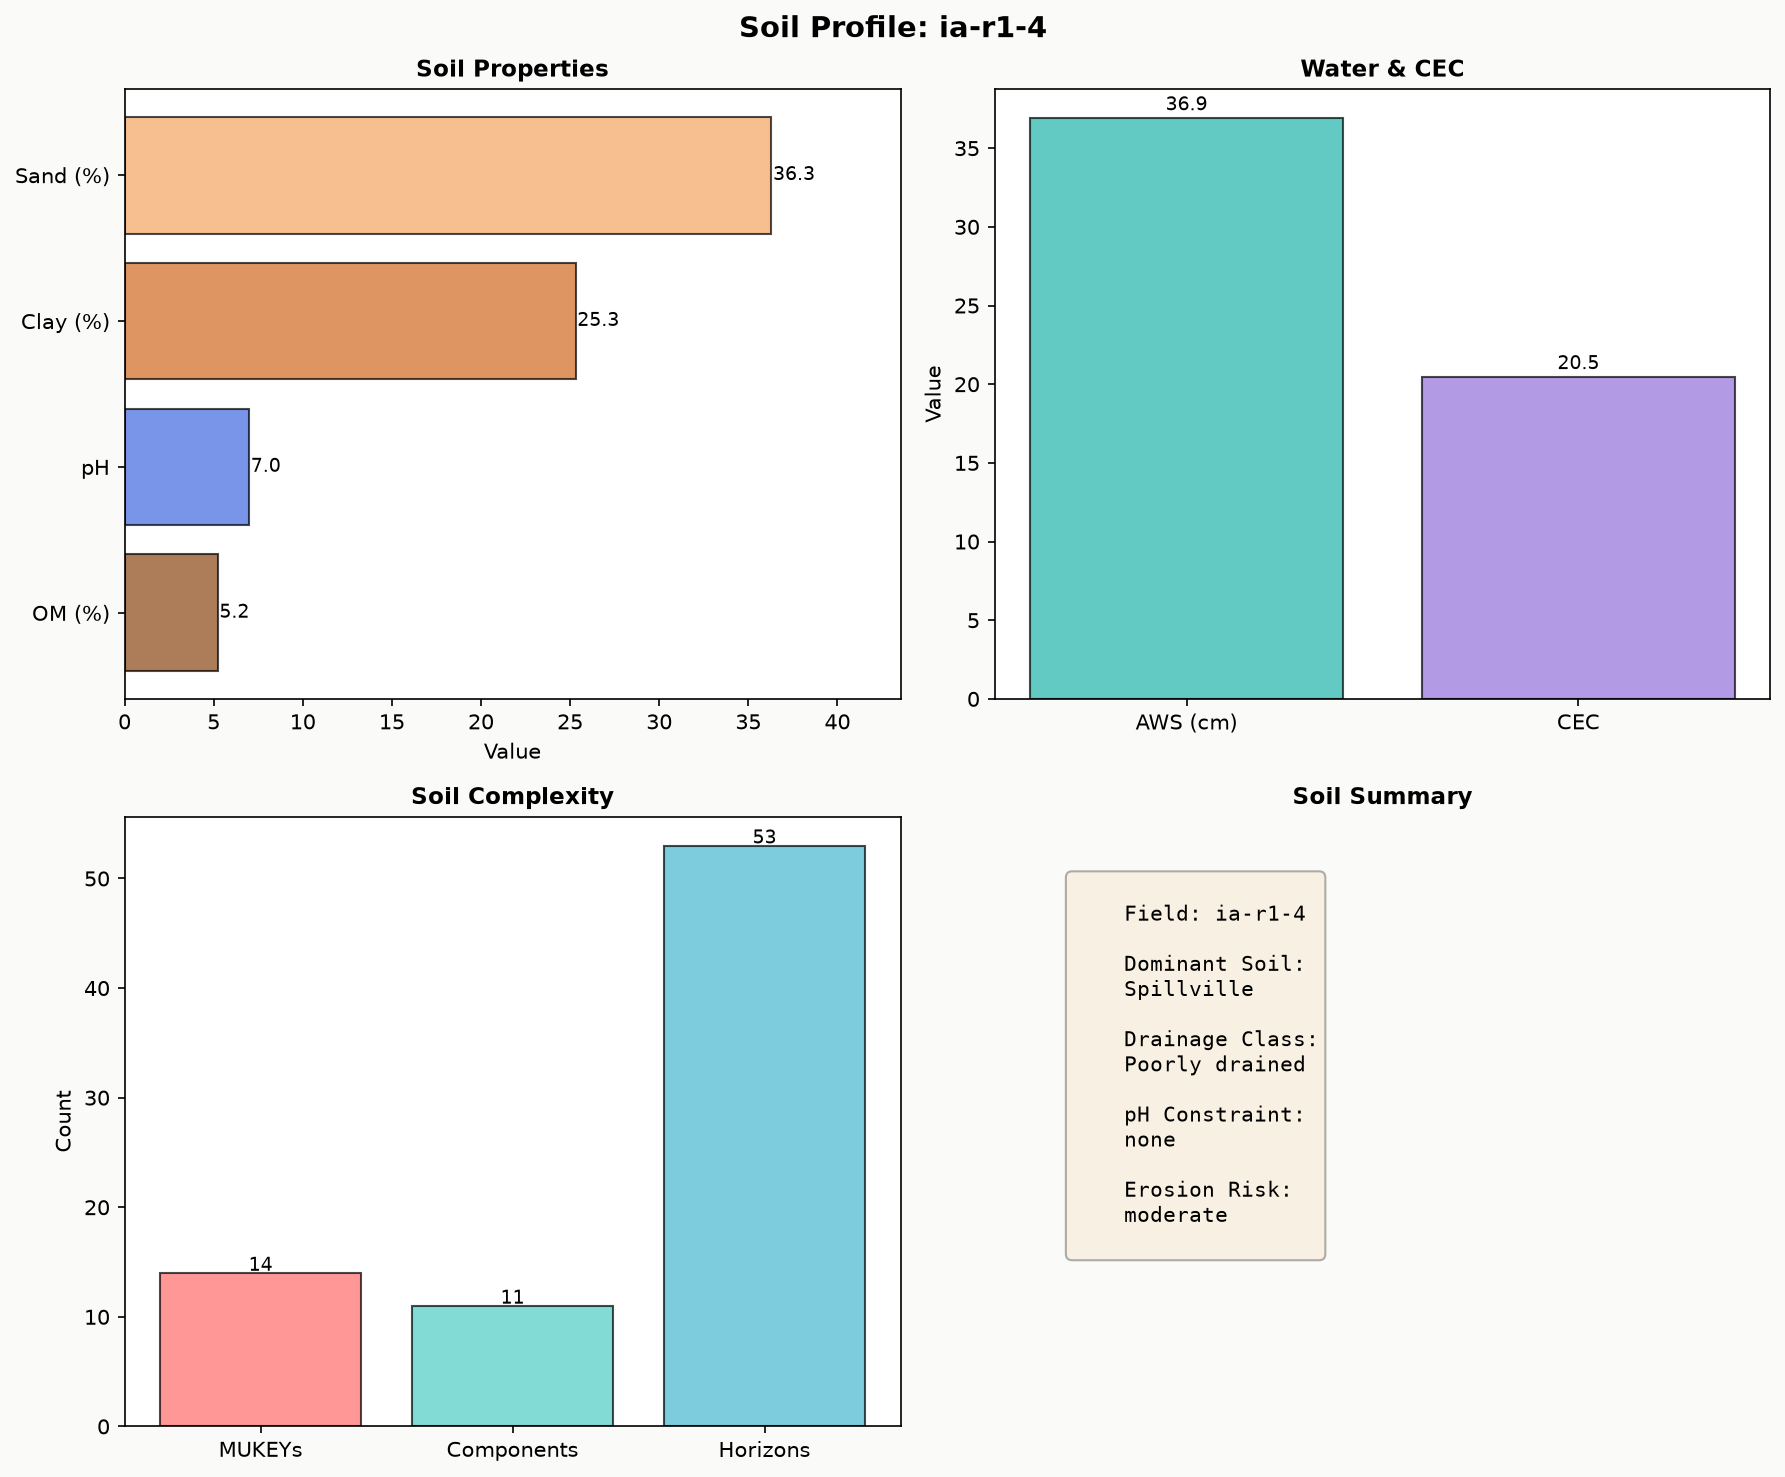 Soil Profile: ia-r1-4
Soil Properties
Sand (%)
36.3
Clay (%)
25.3
pH
7.0
OM (%)
5.2
0 5 10 15 20 25 30 35 40
Value
Water & CEC
Value
35
30
25
20
15
10
5
0
36.9
20.5
AWS (cm) CEC
Soil Complexity
Count
50
40
30
20
10
0
14
11
53
MUKEYs Components Horizons
Soil Summary
Field: ia-r1-4
Dominant Soil:
Spillville
Drainage Class:
Poorly drained
pH Constraint:
none
Erosion Risk:
moderate